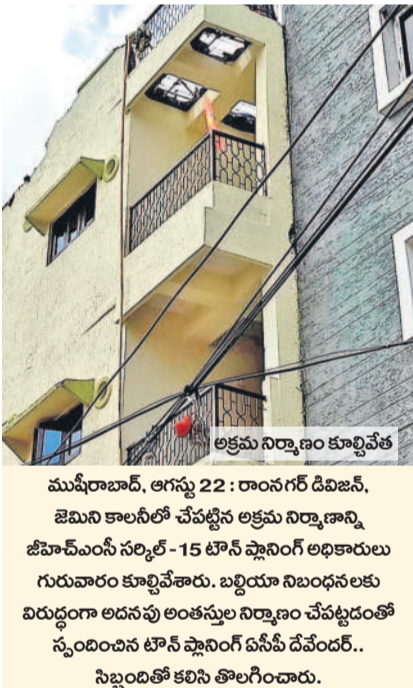 అక్రమ నిర్మాణం కూల్చివేత
ముషీరాబాద్, ఆగస్టు 22 : రాంనగర్ డివిజన్,
జెమిని కాలనీలో చేపట్టిన అక్రమ నిర్మాణాన్ని
జీహెచ్ఎంసీ సర్కిల్ -15 టౌన్ ప్లానింగ్ అధికారులు
గురువారం కూల్చివేశారు. బల్దియా నిబంధనలకు
విరుద్ధంగా అదనపు అంతస్తుల నిర్మాణం చేపట్టడంతో
స్పందించిన టౌన్ ప్లానింగ్ ఏసీపీ దేవేందర్..
సిబ్బందితో కలిసి తొలగించారు.